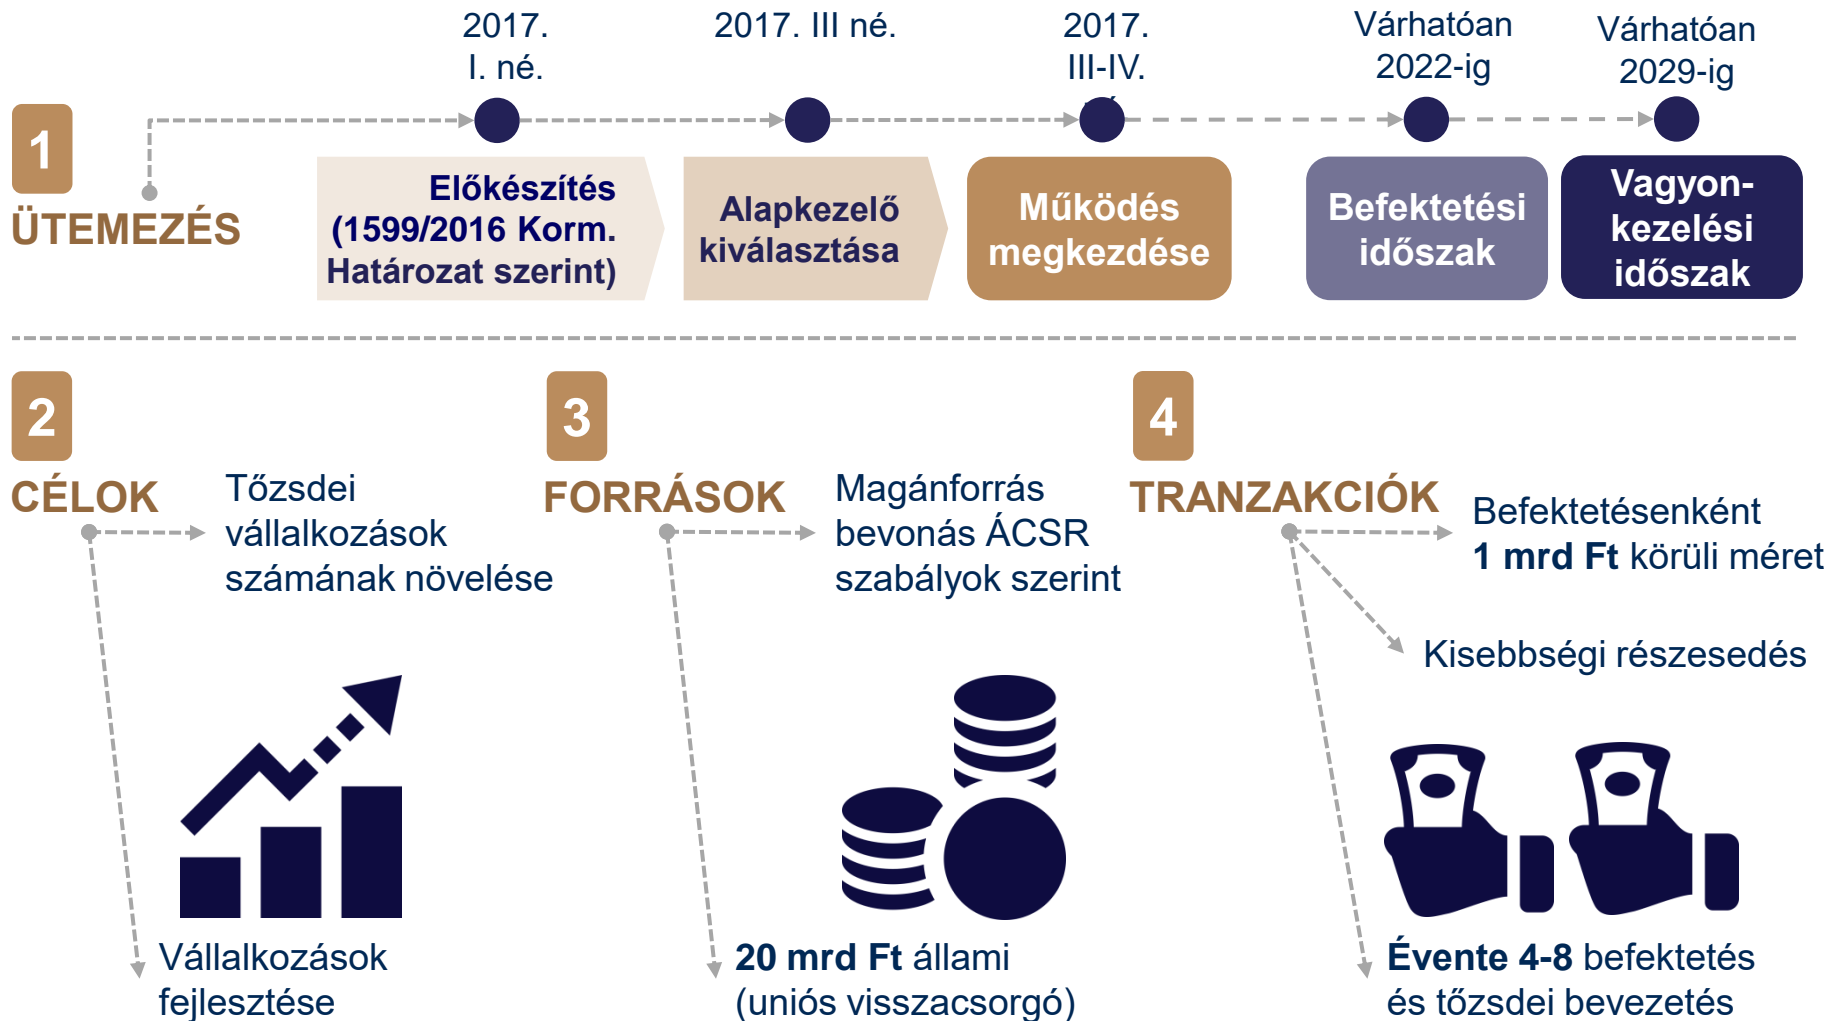 2017.
I. né.
2017. III né.
2017.
III-IV.
Várhatóan
2022-ig
Várhatóan
2029-ig
1
ÜTEMEZÉS
Előkészítés
(1599/2016 Korm.
Határozat szerint)
Alapkezelő
kiválasztása
Működés
megkezdése
Befektetési
időszak
Vagyon-
kezelési
időszak
2
CÉLOK
Tőzsdei
vállalkozások
számának növelése
Vállalkozások
fejlesztése
3
FORRÁSOK
Magánforrás
bevonás ÁCSR
szabályok szerint
20 mrd Ft állami
(uniós visszacsorgó)
4
TRANZAKCIÓK
Befektetésenként
1 mrd Ft körüli méret
Kisebbségi részesedés
Évente 4-8 befektetés
és tőzsdei bevezetés